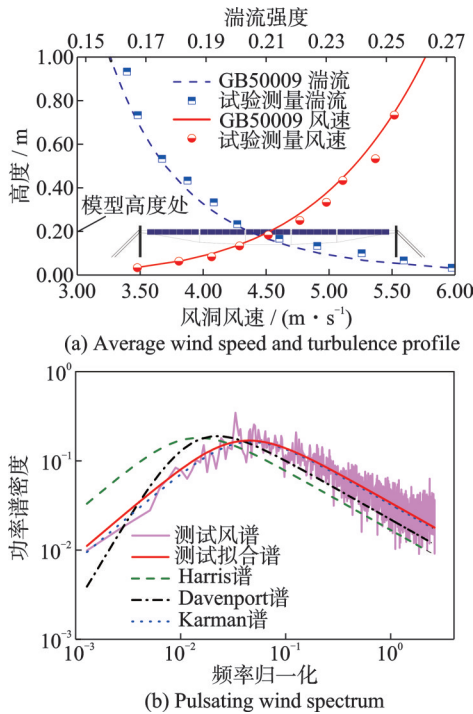 湍流强度
0.15 0.17 0.19 0.21 0.23 0.25 0.27
1.00
0.80
0.60
0.40
0.20
0.00
高度 / m
GB50009 湍流
试验测量湍流
GB50009 风速
试验测量风速
模型高度处
3.00 3.50 4.00 4.50 5.00 5.50 6.00
风洞风速 / (m · s⁻¹)
(a) Average wind speed and turbulence profile
10⁰
10⁻¹
10⁻²
10⁻³
功率谱密度
测试风谱
测试拟合谱
Harris谱
Davenport谱
Karman谱
10⁻³ 10⁻² 10⁻¹ 10⁰
频率归一化
(b) Pulsating wind spectrum